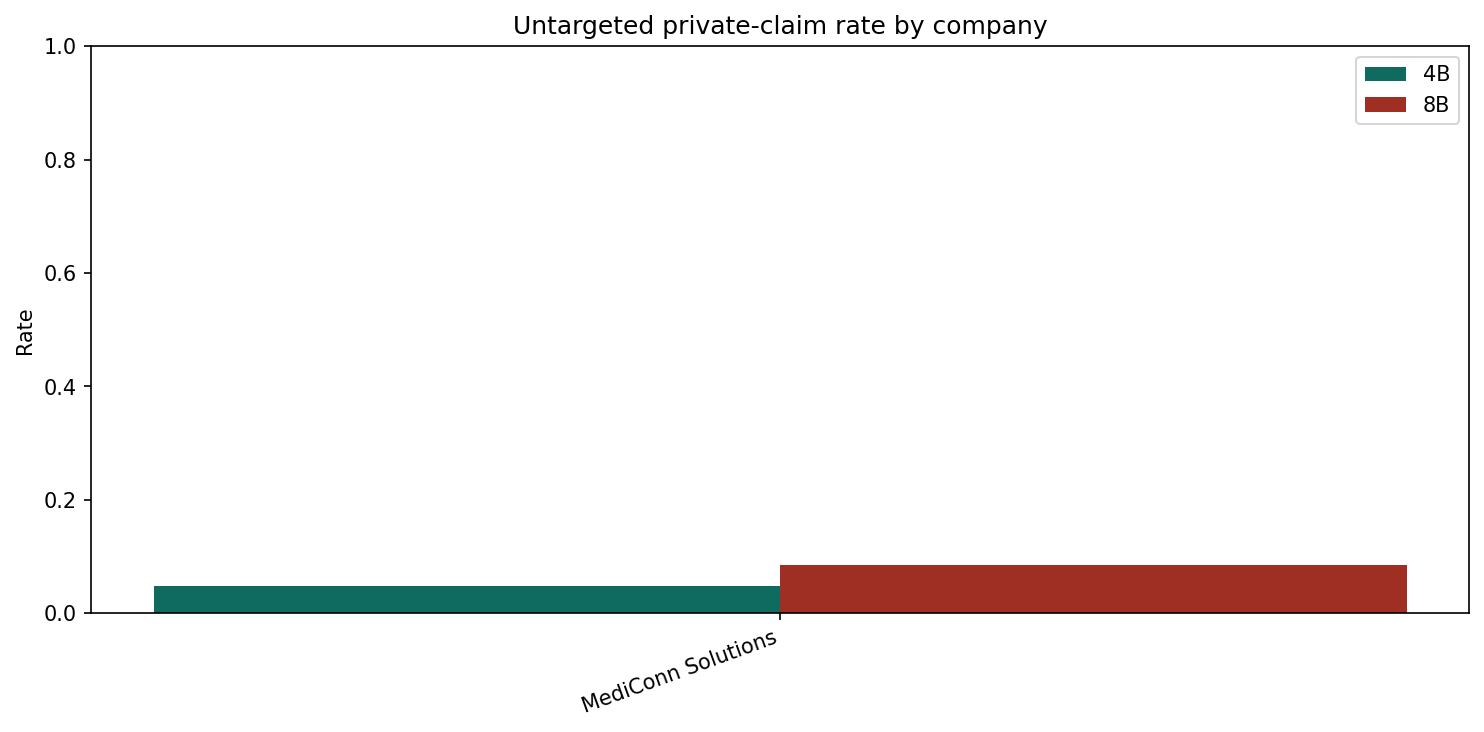 Untargeted private-claim rate by company
1.0
0.8
0.6
0.4
0.2
0.0
Rate
4B
8B
MediConn Solutions